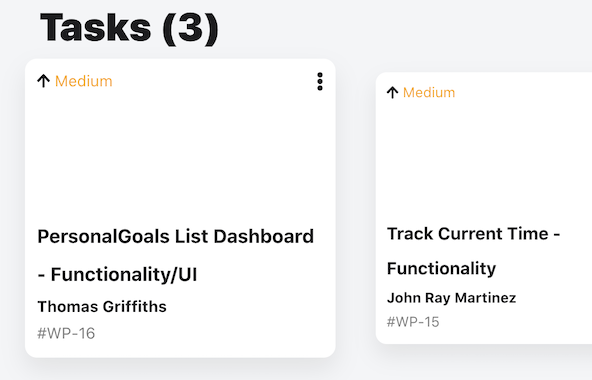 Tasks (3)
Medium
PersonalGoals List Dashboard
- Functionality/UI
Thomas Griffiths
#WP-16
Medium
Track Current Time -
Functionality
John Ray Martinez
#WP-15